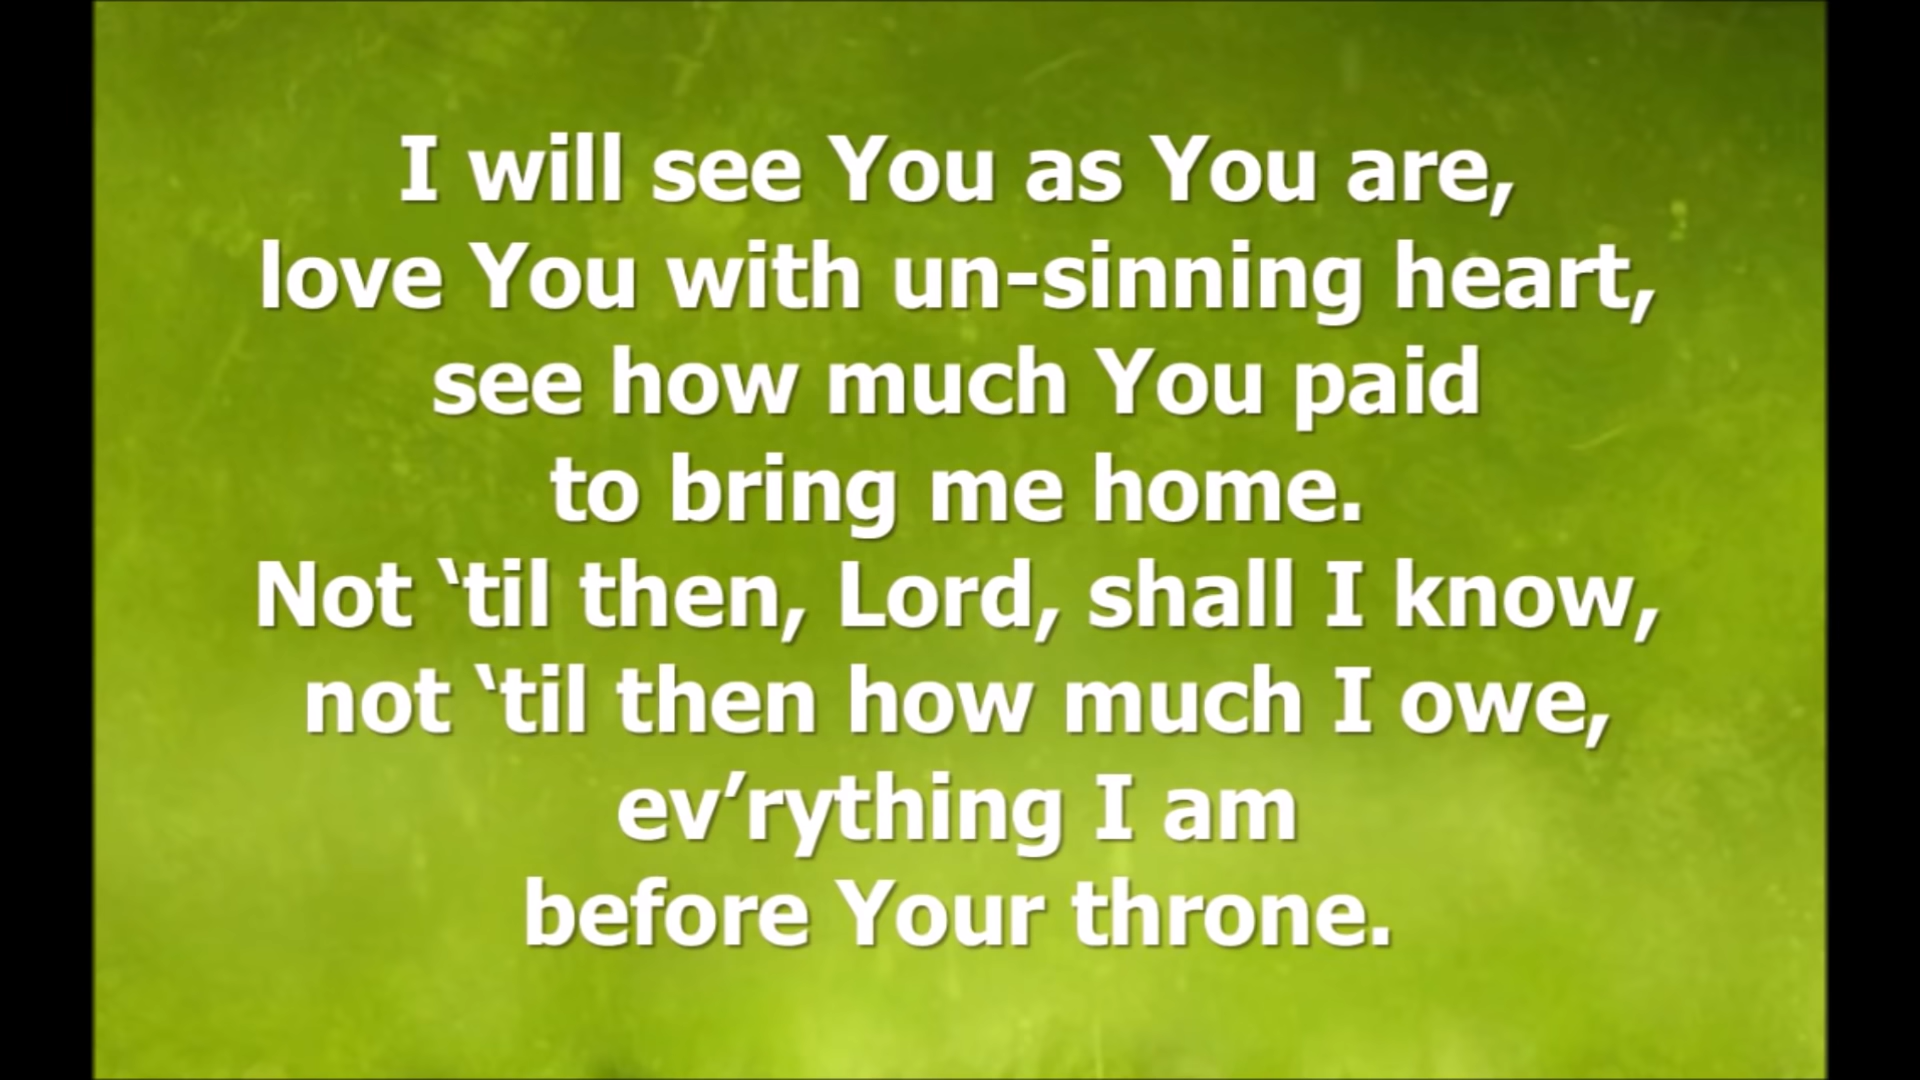 I will see You as You are,
love You with un-sinning heart,
see how much You paid
to bring me home.
Not ‘til then, Lord, shall I know,
not ‘til then how much I owe,
ev’rything I am
before Your throne.